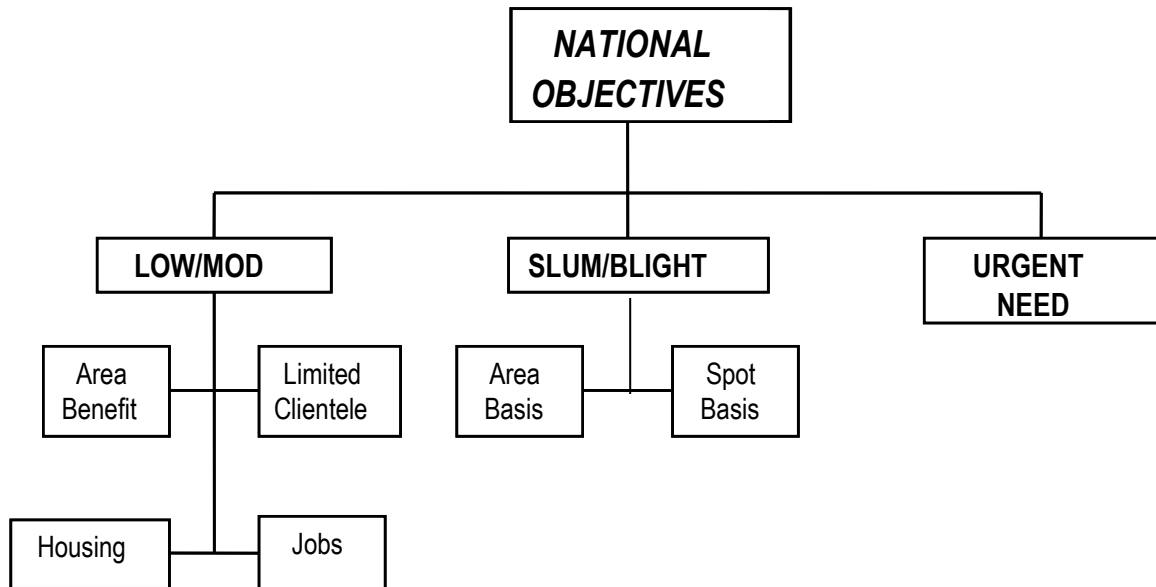 NATIONAL
OBJECTIVES
LOW/MOD
SLUM/BLIGHT
URGENT
NEED
Area
Benefit
Limited
Clientele
Area
Basis
Spot
Basis
Housing
Jobs